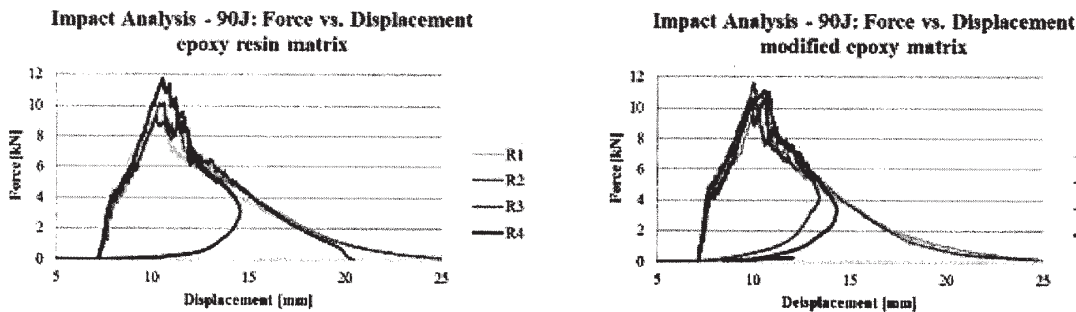 Impact Analysis - 90J: Force vs. Displacement
epoxy resin matrix
12
10
8
6
4
2
0
Force [kN]
5
10
15
20
25
Displacement [mm]
R1
R2
R3
R4
Impact Analysis - 90J: Force vs. Displacement
modified epoxy matrix
12
10
8
6
4
2
0
Force [kN]
5
10
15
20
25
Deisplacement [mm]